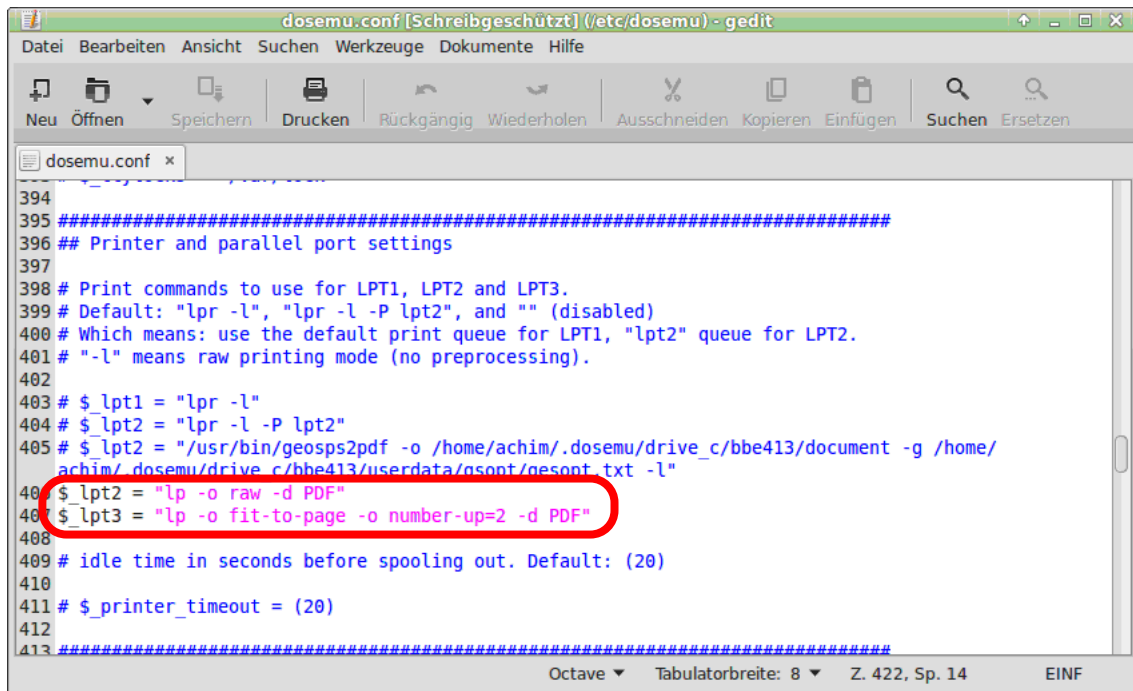 dosemu.conf [Schreibgeschützt] (/etc/dosemu) - gedit
Datei Bearbeiten Ansicht Suchen Werkzeuge Dokumente Hilfe
Neu Öffnen Speichern Drucken Rückgängig Wiederholen Ausschneiden Kopieren Einfügen Suchen Ersetzen
dosemu.conf ×
394
395 #############################################################################
396 ## Printer and parallel port settings
397
398 # Print commands to use for LPT1, LPT2 and LPT3.
399 # Default: "lpr -l", "lpr -l -P lpt2", and "" (disabled)
400 # Which means: use the default print queue for LPT1, "lpt2" queue for LPT2.
401 # "-l" means raw printing mode (no preprocessing).
402
403 # $_lpt1 = "lpr -l"
404 # $_lpt2 = "lpr -l -P lpt2"
405 # $_lpt2 = "/usr/bin/geosps2pdf -o /home/achim/.dosemu/drive_c/bbe413/document -g /home/
achim/.dosemu/drive_c/bbe413/userdata/gsopt/gesopt.txt -l"
406 $_lpt2 = "lp -o raw -d PDF"
407 $_lpt3 = "lp -o fit-to-page -o number-up=2 -d PDF"
408
409 # idle time in seconds before spooling out. Default: (20)
410
411 # $_printer_timeout = (20)
412
413 #############################################################################
Octave Tabulatorbreite: 8 Z. 422, Sp. 14 EINF